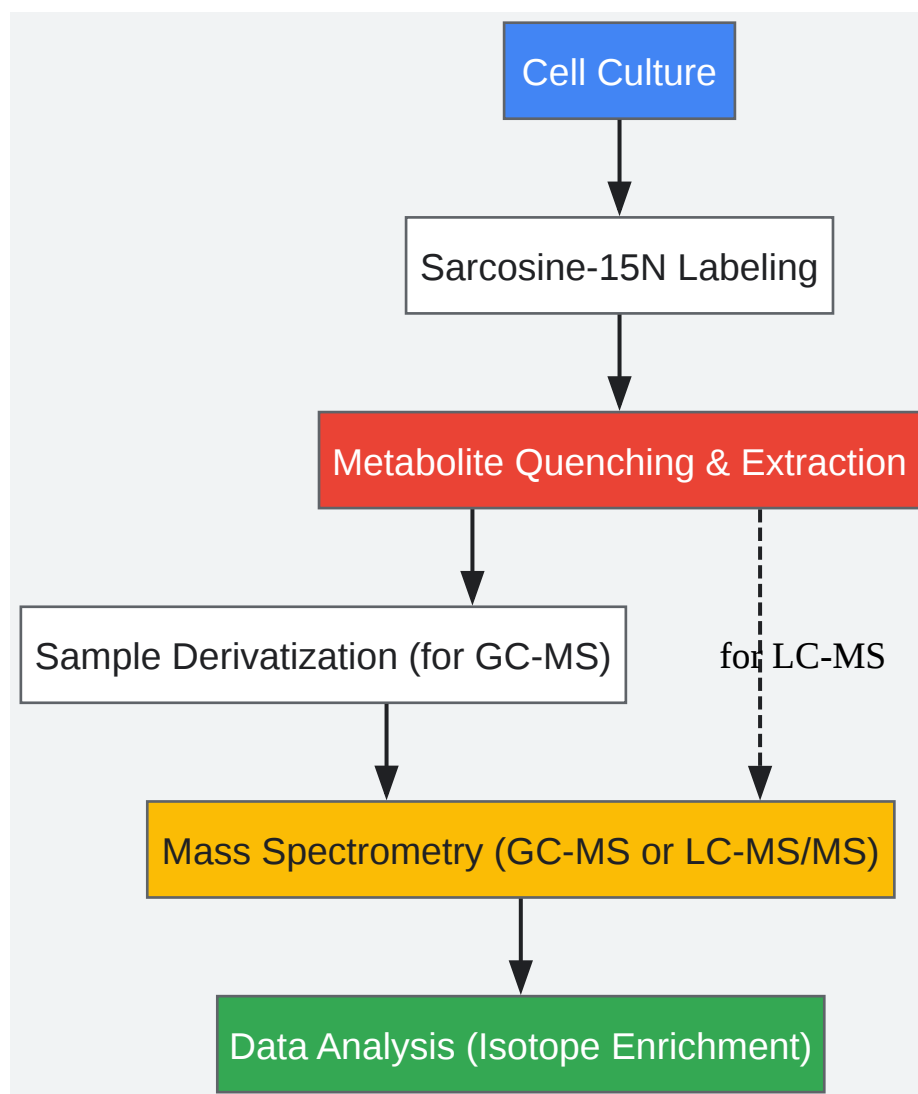 Cell Culture
Sarcosine-15N Labeling
Metabolite Quenching & Extraction
Sample Derivatization (for GC-MS)
for LC-MS
Mass Spectrometry (GC-MS or LC-MS/MS)
Data Analysis (Isotope Enrichment)